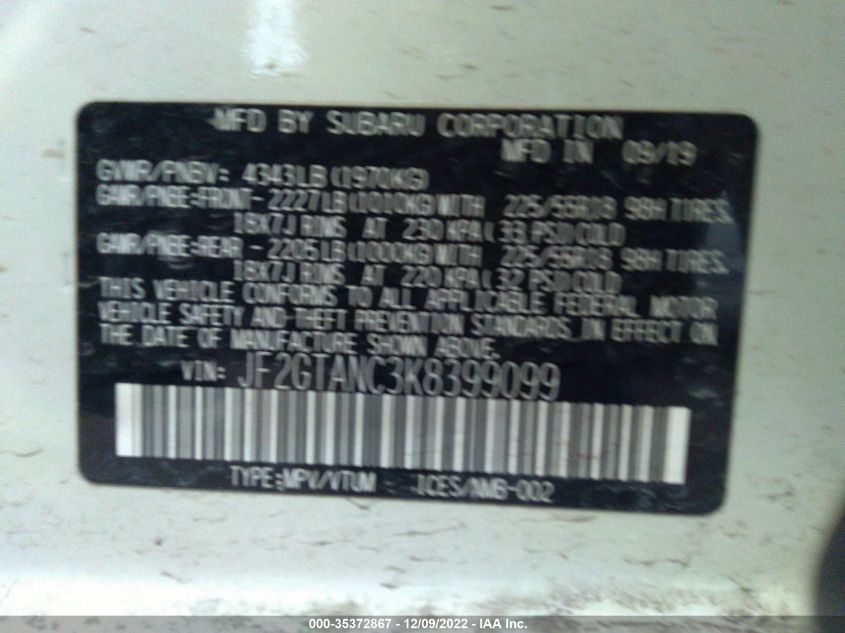 MFD BY SUBARU CORPORATION
MFD IN 09/19
GVWR/PNBV: 4343LB(1970KG)
GAWR/PNBE:FRONT-2227LB(1010KG)WITH 225/55R18 98H TIRES,
18X7J RIMS AT 230 KPA(33 PSI)COLD
GAWR/PNBE:REAR -2205LB(1000KG)WITH 225/55R18 98H TIRES,
18X7J RIMS AT 220 KPA(32 PSI)COLD
THIS VEHICLE CONFORMS TO ALL APPLICABLE FEDERAL MOTOR
VEHICLE SAFETY AND THEFT PREVENTION STANDARDS IN EFFECT ON
THE DATE OF MANUFACTURE SHOWN ABOVE.
VIN: JF2GTANC3K8399099
TYPE:MPV/VTUM ICES/NMB-002
000-35372867 - 12/09/2022 - IAA Inc.